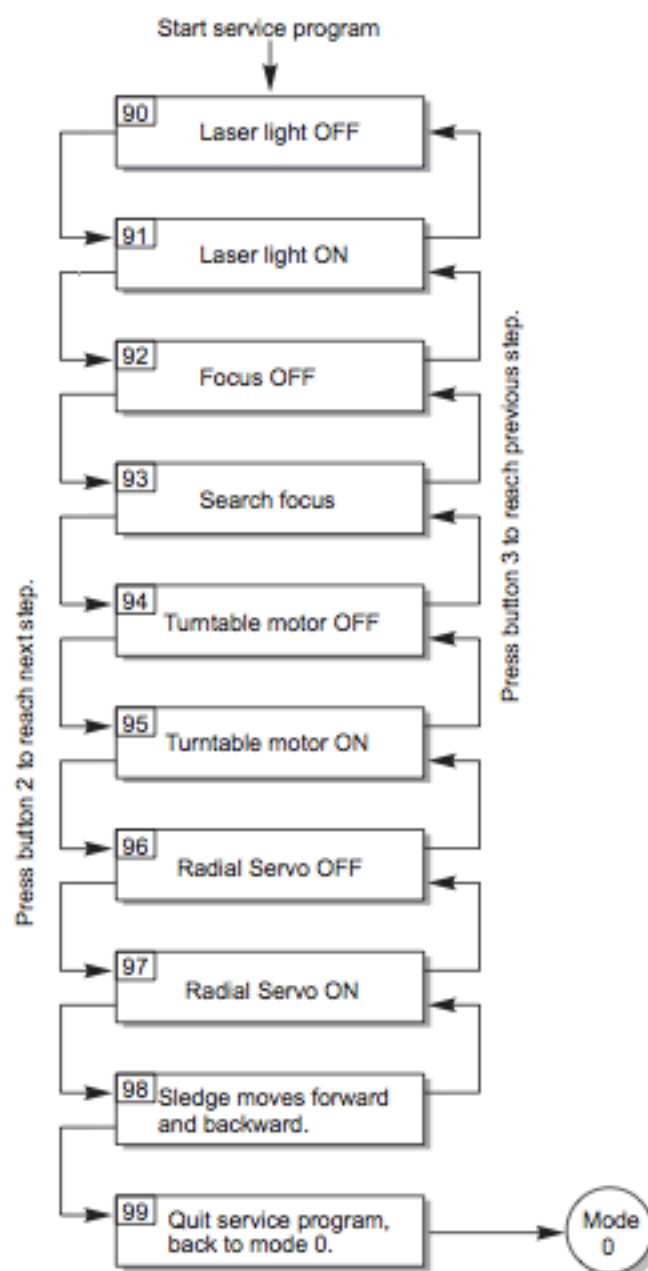 Start service program
90
Laser light OFF
91
Laser light ON
92
Focus OFF
93
Search focus
94
Turntable motor OFF
95
Turntable motor ON
96
Radial Servo OFF
97
Radial Servo ON
98
Sledge moves forward
and backward.
99
Quit service program,
back to mode 0.
Mode
0
Press button 2 to reach next step.
Press button 3 to reach previous step.